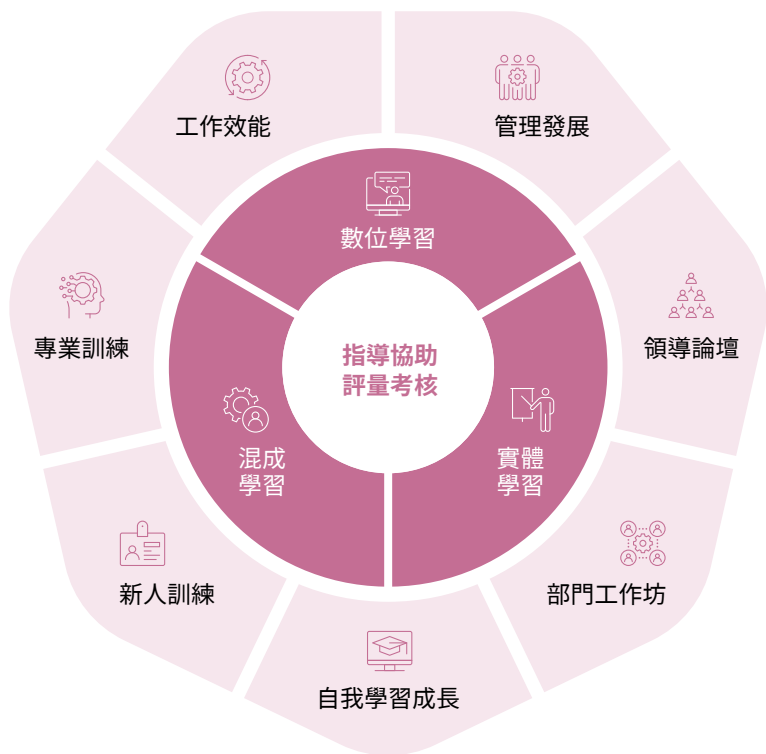 工作效能
管理發展
數位學習
專業訓練
指導協助
評量考核
領導論壇
混成
學習
實體
學習
新人訓練
部門工作坊
自我學習成長